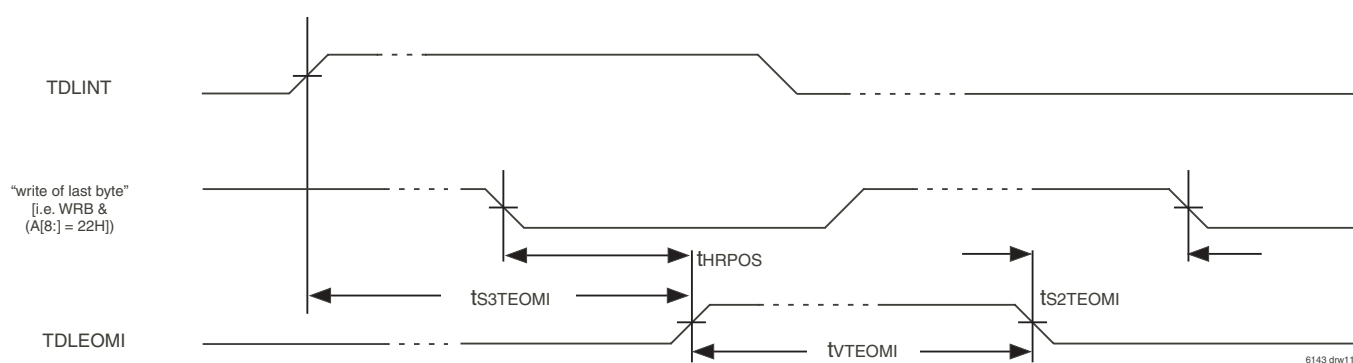 TDLINT
“write of last byte”
[i.e. WRB &
(A[8:] = 22H])
tHRPOS
tS3TEOMI
tS2TEOMI
TDLEOMI
tVTEOMI
6143 drw11